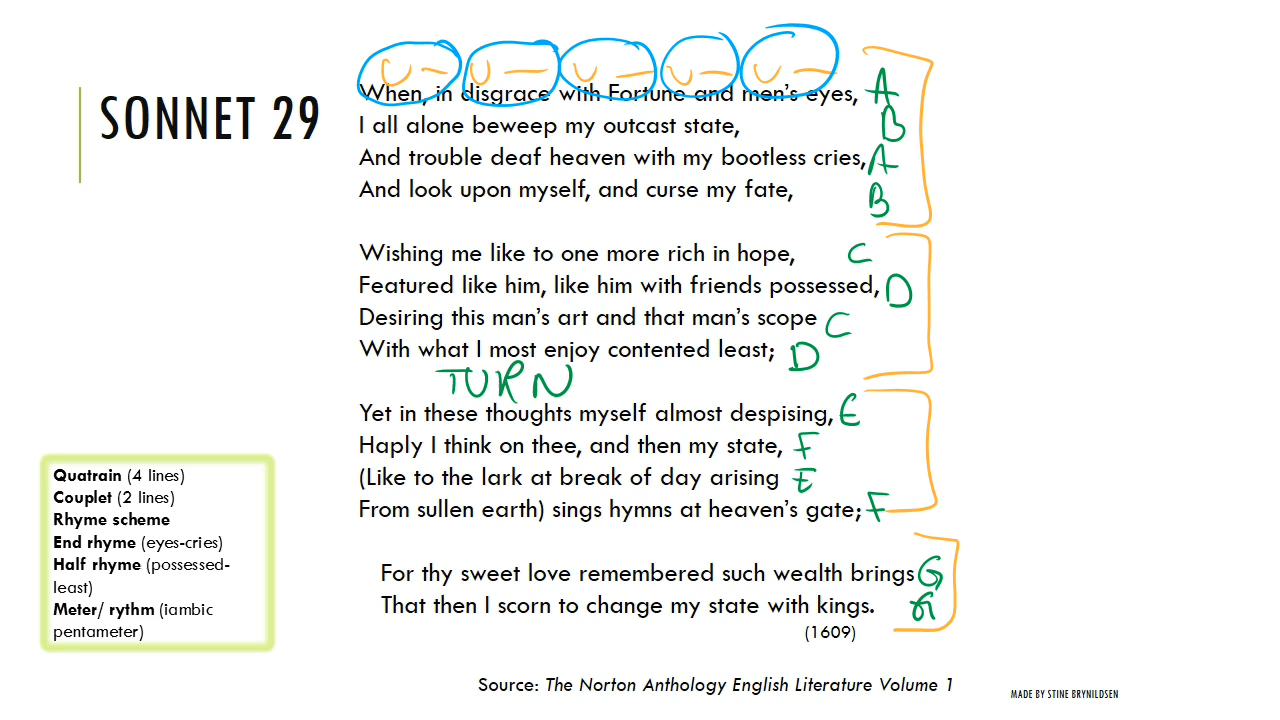 SONNET 29
When, in disgrace with Fortune and men's eyes, A
I all alone beweep my outcast state, B
And trouble deaf heaven with my bootless cries, A
And look upon myself, and curse my fate, B
Wishing me like to one more rich in hope, C
Featured like him, like him with friends possessed, D
Desiring this man's art and that man's scope C
With what I most enjoy contented least; D
TURN
Yet in these thoughts myself almost despising, E
Haply I think on thee, and then my state, F
(Like to the lark at break of day arising E
From sullen earth) sings hymns at heaven's gate; F
For thy sweet love remembered such wealth brings G
That then I scorn to change my state with kings. G
(1609)
Quatrain (4 lines)
Couplet (2 lines)
Rhyme scheme
End rhyme (eyes-cries)
Half rhyme (possessed-
least)
Meter/ rythm (iambic
pentameter)
Source: The Norton Anthology English Literature Volume 1
MADE BY STINE BRYNILDSEN